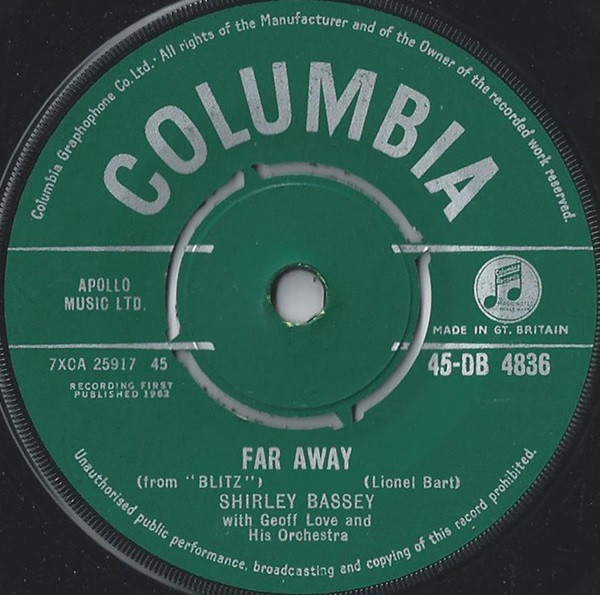 Columbia Graphophone Co. Ltd. · All rights of the Manufacturer and of the Owner of the recorded work reserved.
COLUMBIA
APOLLO
MUSIC LTD.
Columbia
Records
MADE IN GT. BRITAIN
7XCA 25917 45
45-DB 4836
RECORDING FIRST
PUBLISHED 1962
FAR AWAY
(from "BLITZ") (Lionel Bart)
SHIRLEY BASSEY
with Geoff Love and
His Orchestra
Unauthorised public performance, broadcasting and copying of this record prohibited.